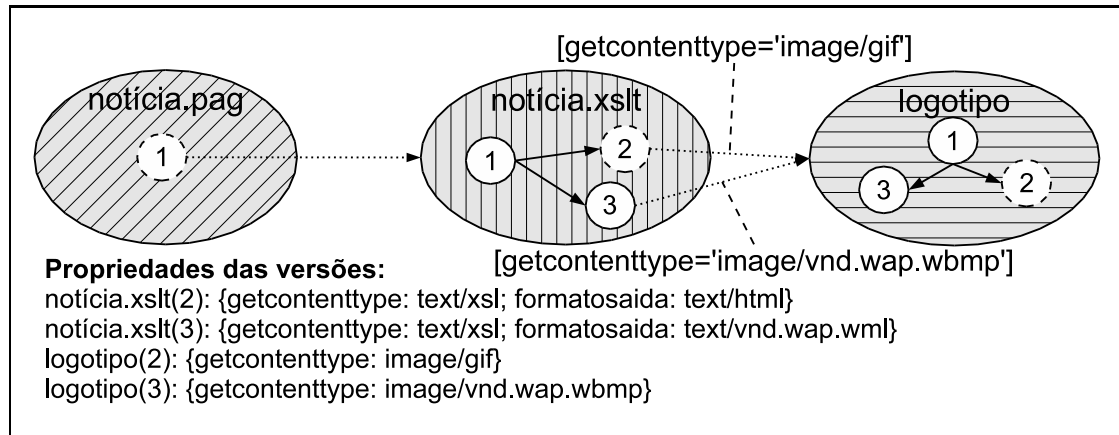 [getcontenttype='image/gif']
notícia.pag
notícia.xslt
logotipo
1
1
2
3
1
2
3
[getcontenttype='image/vnd.wap.wbmp']
Propriedades das versões:
notícia.xslt(2): {getcontenttype: text/xsl; formatosaida: text/html}
notícia.xslt(3): {getcontenttype: text/xsl; formatosaida: text/vnd.wap.wml}
logotipo(2): {getcontenttype: image/gif}
logotipo(3): {getcontenttype: image/vnd.wap.wbmp}